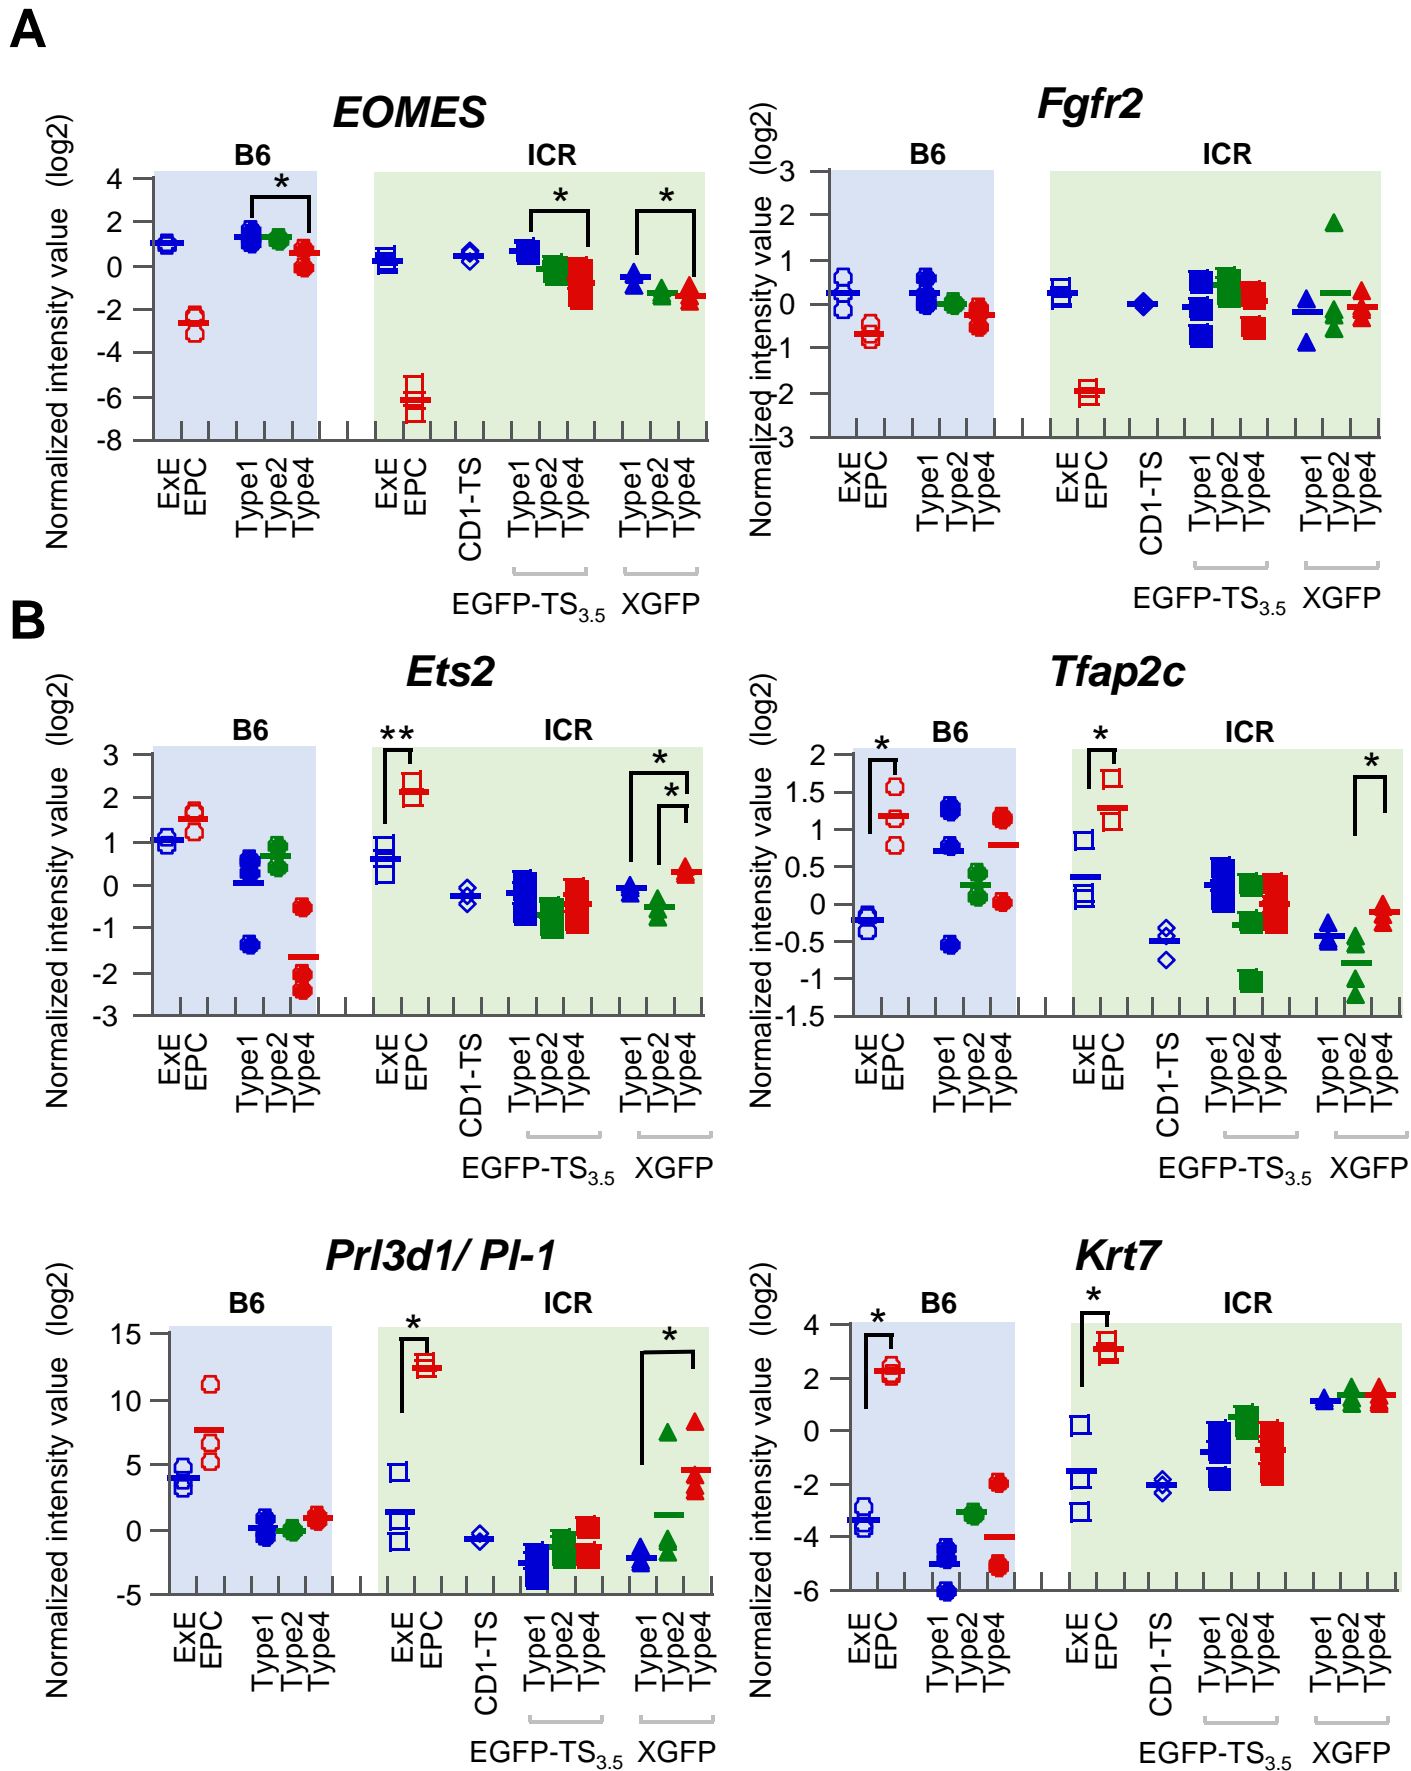 A
EOMES
B6
ICR
Normalized intensity value (log2)
4
2
0
-2
-4
-6
-8
*
*
*
ExE
EPC
Type1
Type2
Type4
ExE
EPC
CD1-TS
Type1
Type2
Type4
Type1
Type2
Type4
EGFP-TS3.5
XGFP
Fgfr2
B6
ICR
Normalized intensity value (log2)
3
2
1
0
-1
-2
-3
ExE
EPC
Type1
Type2
Type4
ExE
EPC
CD1-TS
Type1
Type2
Type4
Type1
Type2
Type4
EGFP-TS3.5
XGFP
B
Ets2
B6
ICR
Normalized intensity value (log2)
3
2
1
0
-1
-2
-3
**
*
*
ExE
EPC
Type1
Type2
Type4
ExE
EPC
CD1-TS
Type1
Type2
Type4
Type1
Type2
Type4
EGFP-TS3.5
XGFP
Tfap2c
B6
ICR
Normalized intensity value (log2)
2
1.5
1
0.5
0
-0.5
-1
-1.5
*
*
*
ExE
EPC
Type1
Type2
Type4
ExE
EPC
CD1-TS
Type1
Type2
Type4
Type1
Type2
Type4
EGFP-TS3.5
XGFP
Prl3d1/ Pl-1
B6
ICR
Normalized intensity value (log2)
15
10
5
0
-5
*
*
ExE
EPC
Type1
Type2
Type4
ExE
EPC
CD1-TS
Type1
Type2
Type4
Type1
Type2
Type4
EGFP-TS3.5
XGFP
Krt7
B6
ICR
Normalized intensity value (log2)
4
2
0
-2
-4
-6
*
*
ExE
EPC
Type1
Type2
Type4
ExE
EPC
CD1-TS
Type1
Type2
Type4
Type1
Type2
Type4
EGFP-TS3.5
XGFP